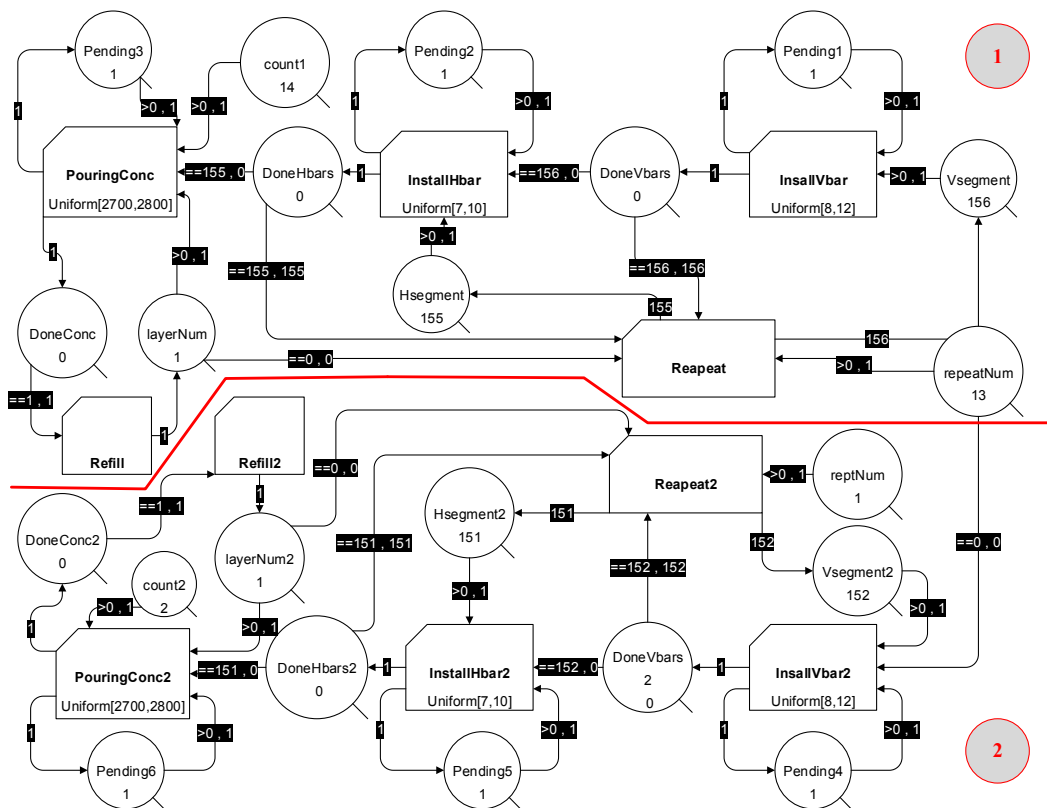 Pending3
1
count1
14
Pending2
1
Pending1
1
1
1
>0 , 1
>0 , 1
1
>0 , 1
1
>0 , 1
PouringConc
Uniform[2700,2800]
==155 , 0
DoneHbars
0
1
InstallHbar
Uniform[7,10]
==156 , 0
DoneVbars
0
1
InsallVbar
Uniform[8,12]
>0 , 1
Vsegment
156
1
>0 , 1
==155 , 155
>0 , 1
==156 , 156
Hsegment
155
155
DoneConc
0
layerNum
1
==0 , 0
Reapeat
156
>0 , 1
repeatNum
13
==1 , 1
Refill
1
Refill2
==0 , 0
Reapeat2
>0 , 1
reptNum
1
DoneConc2
0
==1 , 1
1
layerNum2
1
==151 , 151
Hsegment2
151
151
152
==0 , 0
count2
2
==152 , 152
Vsegment2
152
>0 , 1
>0 , 1
>0 , 1
>0 , 1
1
PouringConc2
Uniform[2700,2800]
==151 , 0
DoneHbars2
0
1
InstallHbar2
Uniform[7,10]
==152 , 0
DoneVbars
2
0
1
InsallVbar2
Uniform[8,12]
1
>0 , 1
1
>0 , 1
1
>0 , 1
Pending6
1
Pending5
1
Pending4
1
2